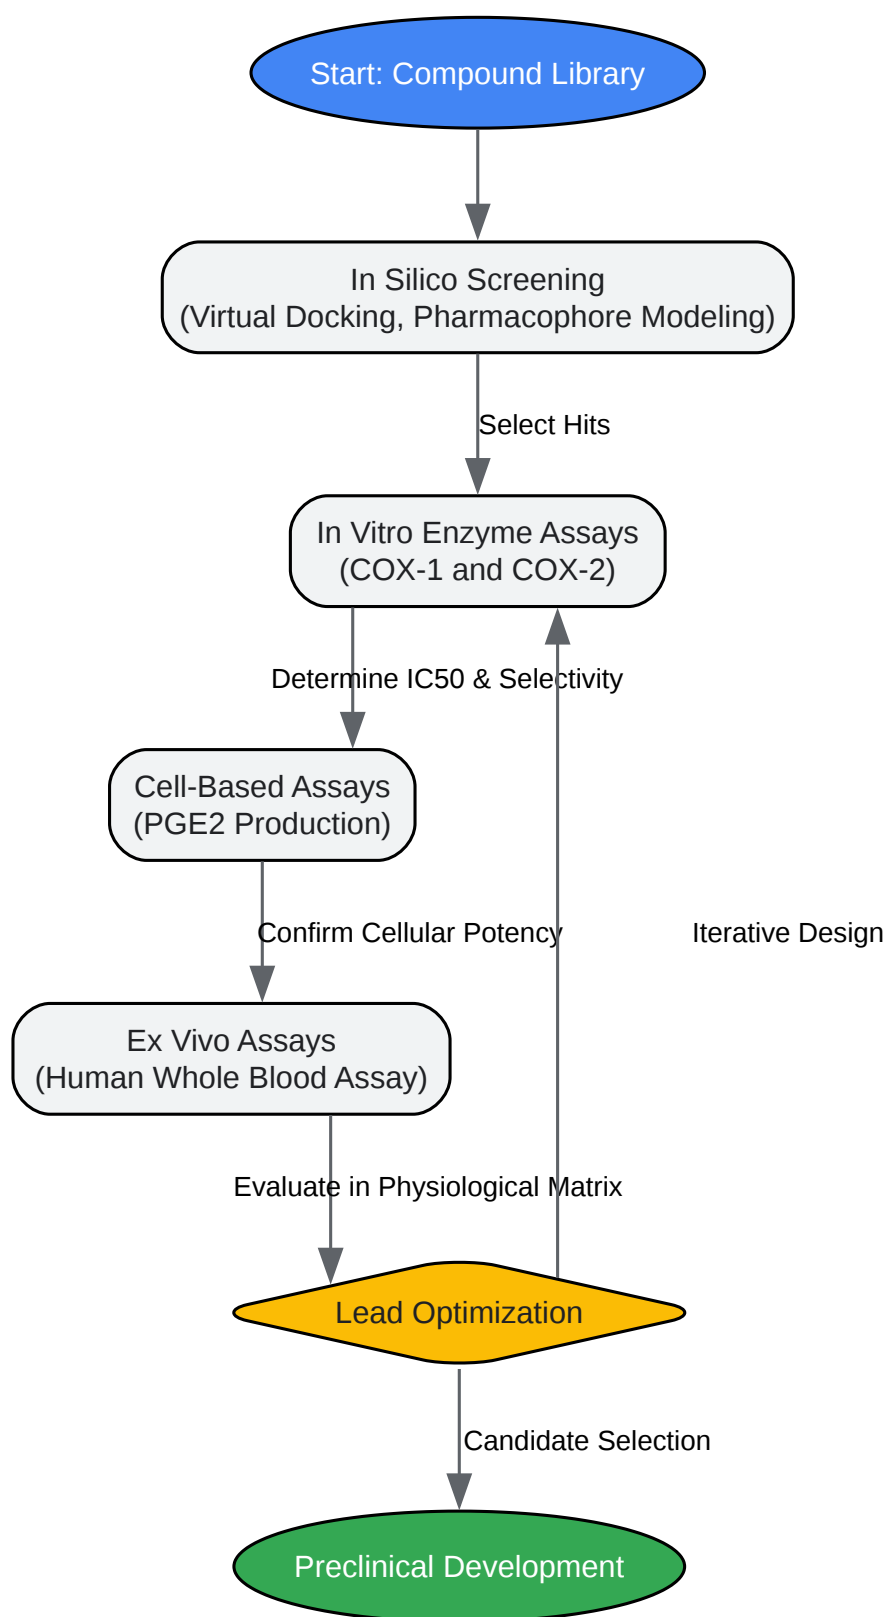 Start: Compound Library
In Silico Screening
(Virtual Docking, Pharmacophore Modeling)
Select Hits
In Vitro Enzyme Assays
(COX-1 and COX-2)
Determine IC50 & Selectivity
Cell-Based Assays
(PGE2 Production)
Confirm Cellular Potency
Iterative Design
Ex Vivo Assays
(Human Whole Blood Assay)
Evaluate in Physiological Matrix
Lead Optimization
Candidate Selection
Preclinical Development